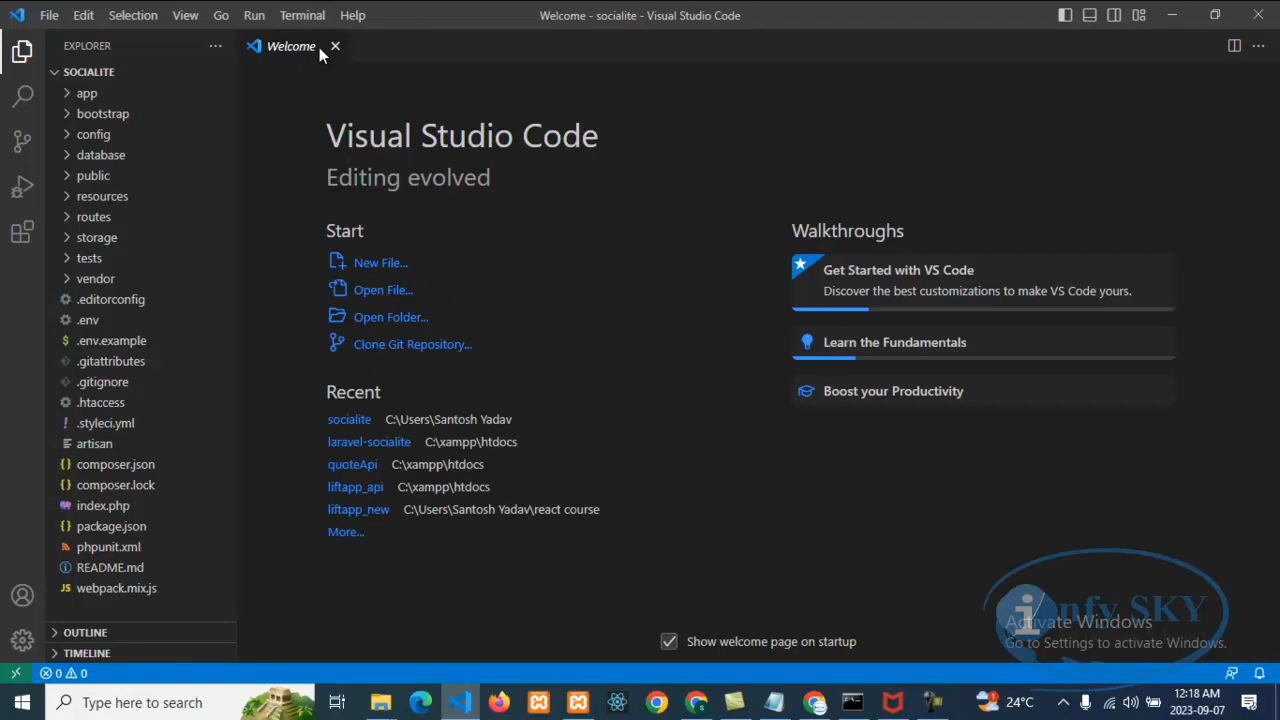 File Edit Selection View Go Run Terminal Help
Welcome - socialite - Visual Studio Code
EXPLORER
Welcome
SOCIALITE
app
bootstrap
config
database
public
resources
routes
storage
tests
vendor
.editorconfig
.env
$ .env.example
.gitattributes
.gitignore
.htaccess
! .styleci.yml
artisan
{} composer.json
{} composer.lock
index.php
{} package.json
phpunit.xml
README.md
JS webpack.mix.js
OUTLINE
TIMELINE
Visual Studio Code
Editing evolved
Start
New File...
Open File...
Open Folder...
Clone Git Repository...
Recent
socialite C:\Users\Santosh Yadav
laravel-socialite C:\xampp\htdocs
quoteApi C:\xampp\htdocs
liftapp_api C:\xampp\htdocs
liftapp_new C:\Users\Santosh Yadav\react course
More...
Walkthroughs
Get Started with VS Code
Discover the best customizations to make VS Code yours.
Learn the Fundamentals
Boost your Productivity
Show welcome page on startup
infy SKY
Activate Windows
Go to Settings to activate Windows.
0 0
Type here to search
24°C
12:18 AM
2023-09-07